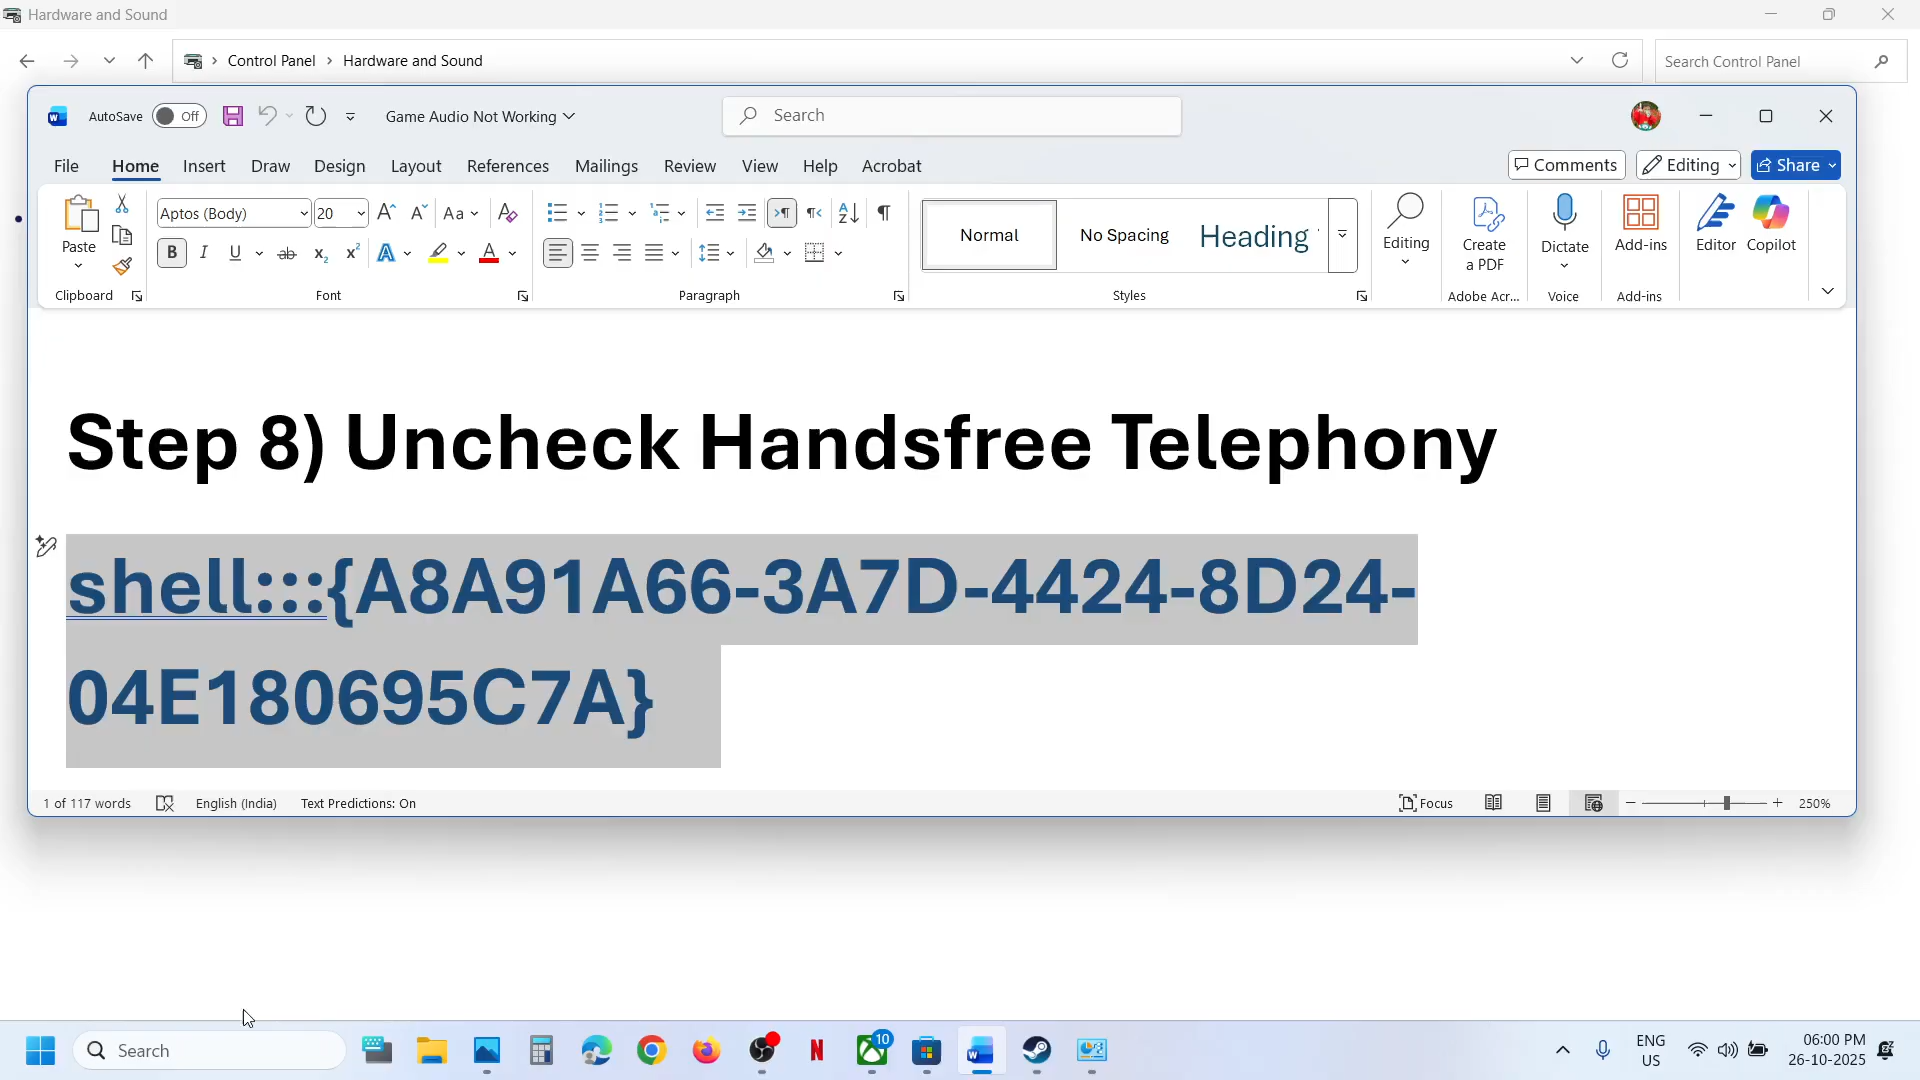 Hardware and Sound
Control Panel > Hardware and Sound
Search Control Panel
AutoSave Off
Game Audio Not Working
Search
File Home Insert Draw Design Layout References Mailings Review View Help Acrobat
Comments Editing Share
Paste
Aptos (Body) 20
Normal
No Spacing
Heading
Editing
Create a PDF
Dictate
Add-ins
Editor
Copilot
Clipboard Font Paragraph Styles Adobe Acr... Voice Add-ins
Step 8) Uncheck Handsfree Telephony
shell:::{A8A91A66-3A7D-4424-8D24-
04E180695C7A}
1 of 117 words English (India) Text Predictions: On Focus 250%
Search
10
ENG
US
06:00 PM
26-10-2025